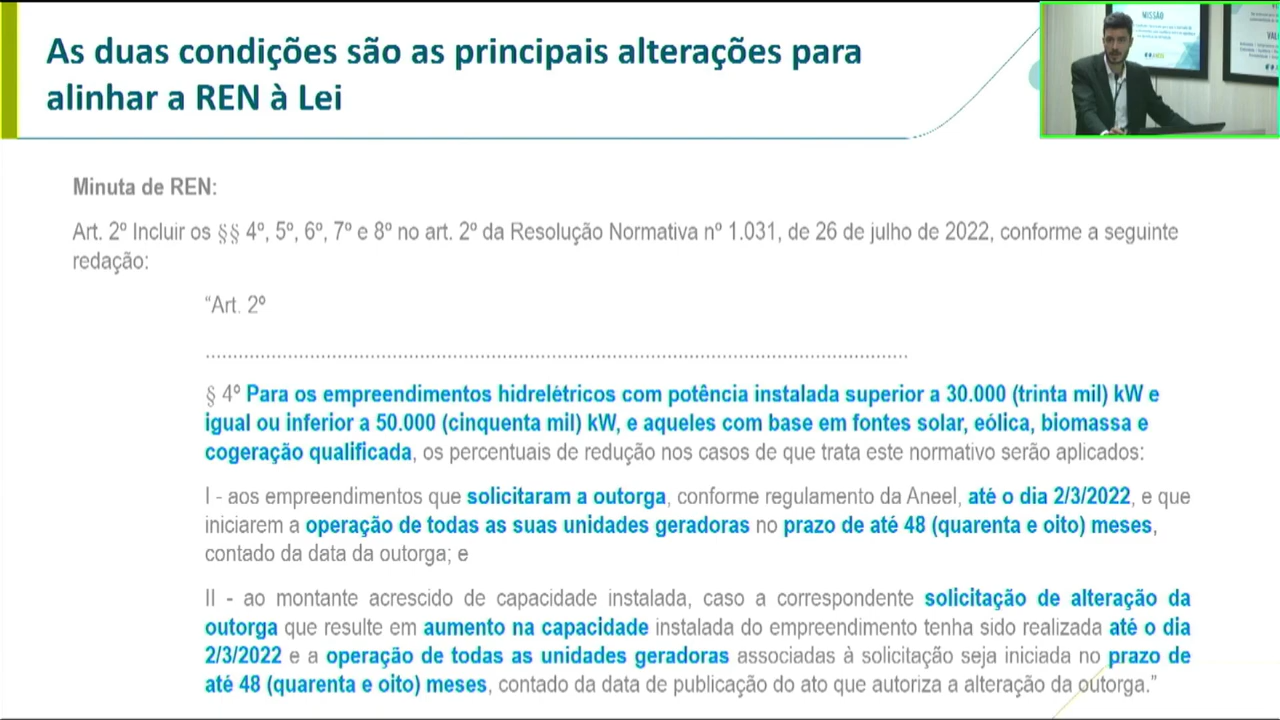 As duas condições são as principais alterações para
alinhar a REN à Lei
MISSÃO
Minuta de REN:
Art. 2º Incluir os §§ 4º, 5º, 6º, 7º e 8º no art. 2º da Resolução Normativa nº 1.031, de 26 de julho de 2022, conforme a seguinte
redação:
“Art. 2º
..............................................................................................................................
§ 4º Para os empreendimentos hidrelétricos com potência instalada superior a 30.000 (trinta mil) kW e
igual ou inferior a 50.000 (cinquenta mil) kW, e aqueles com base em fontes solar, eólica, biomassa e
cogeração qualificada, os percentuais de redução nos casos de que trata este normativo serão aplicados:
I - aos empreendimentos que solicitaram a outorga, conforme regulamento da Aneel, até o dia 2/3/2022, e que
iniciarem a operação de todas as suas unidades geradoras no prazo de até 48 (quarenta e oito) meses,
contado da data da outorga; e
II - ao montante acrescido de capacidade instalada, caso a correspondente solicitação de alteração da
outorga que resulte em aumento na capacidade instalada do empreendimento tenha sido realizada até o dia
2/3/2022 e a operação de todas as unidades geradoras associadas à solicitação seja iniciada no prazo de
até 48 (quarenta e oito) meses, contado da data de publicação do ato que autoriza a alteração da outorga.”